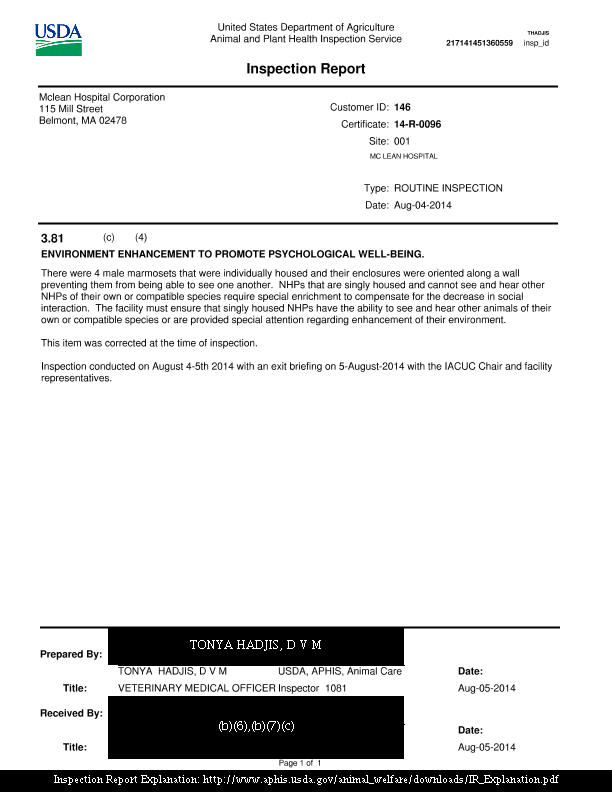 USDA
United States Department of Agriculture
Animal and Plant Health Inspection Service
THADJIS
217141451360559 insp_id
Inspection Report
Mclean Hospital Corporation
115 Mill Street
Belmont, MA 02478
Customer ID: 146
Certificate: 14-R-0096
Site: 001
MC LEAN HOSPITAL
Type: ROUTINE INSPECTION
Date: Aug-04-2014
3.81 (c) (4)
ENVIRONMENT ENHANCEMENT TO PROMOTE PSYCHOLOGICAL WELL-BEING.
There were 4 male marmosets that were individually housed and their enclosures were oriented along a wall
preventing them from being able to see one another. NHPs that are singly housed and cannot see and hear other
NHPs of their own or compatible species require special enrichment to compensate for the decrease in social
interaction. The facility must ensure that singly housed NHPs have the ability to see and hear other animals of their
own or compatible species or are provided special attention regarding enhancement of their environment.
This item was corrected at the time of inspection.
Inspection conducted on August 4-5th 2014 with an exit briefing on 5-August-2014 with the IACUC Chair and facility
representatives.
TONYA HADJIS, D V M
Prepared By:
TONYA HADJIS, D V M USDA, APHIS, Animal Care Date:
Title: VETERINARY MEDICAL OFFICER Inspector 1081 Aug-05-2014
Received By:
(b)(6),(b)(7)(c)
Date:
Title: Aug-05-2014
Page 1 of 1
Inspection Report Explanation: http://www.aphis.usda.gov/animal_welfare/downloads/IR_Explanation.pdf